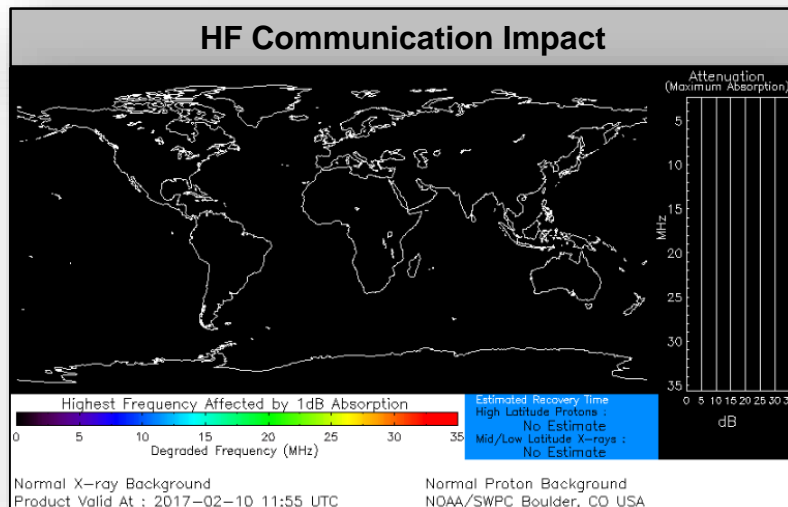 HF Communication Impact
Attenuation
(Maximum Absorption)
5
10
15
20
25
30
35
MHz
0 5 10 15 20 25 30
dB
Highest Frequency Affected by 1dB Absorption
0 5 10 15 20 25 30 35
Degraded Frequency (MHz)
Estimated Recovery Time
High Latitude Protons :
No Estimate
Mid/Low Latitude X-rays :
No Estimate
Normal X-ray Background
Normal Proton Background
Product Valid At : 2017-02-10 11:55 UTC
NOAA/SWPC Boulder, CO USA